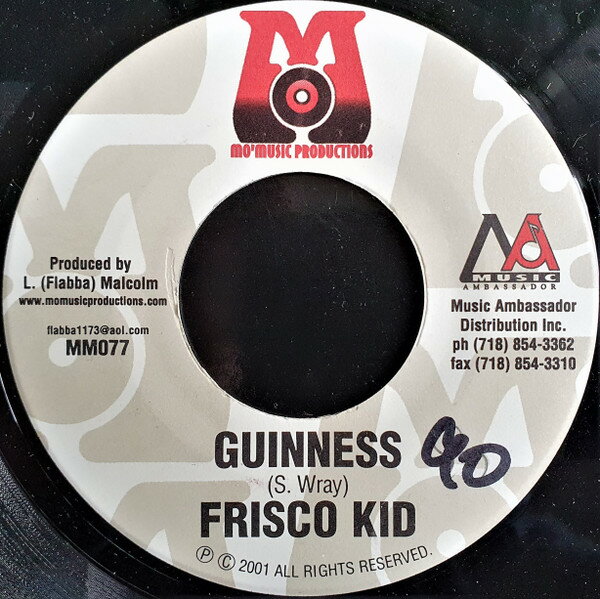 MO'MUSIC PRODUCTIONS
Produced by
L. (Flabba) Malcolm
www.momusicproductions.com
flabba1173@aol.com
MM077
MA
MUSIC
AMBASSADOR
Music Ambassador
Distribution Inc.
ph (718) 854-3362
fax (718) 854-3310
GUINNESS
(S. Wray)
FRISCO KID
90
Ⓟ © 2001 ALL RIGHTS RESERVED.